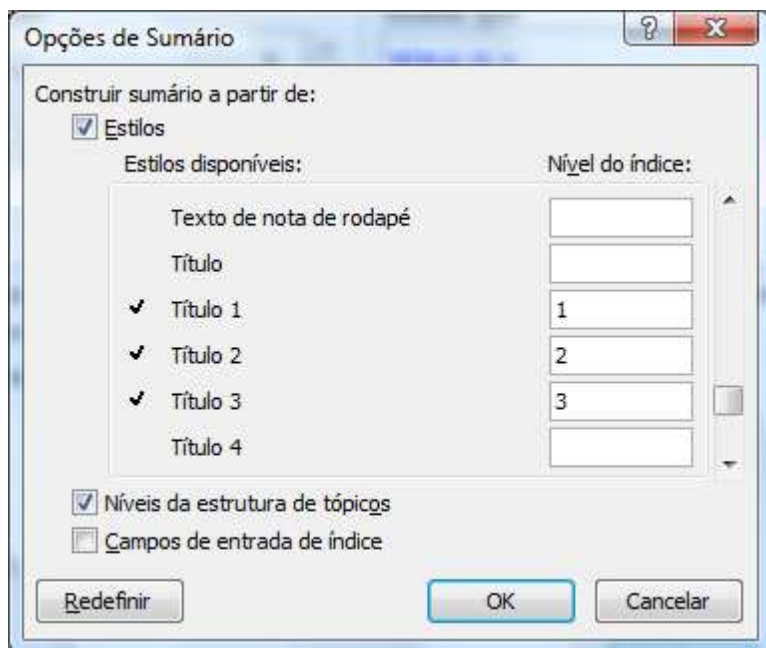 Opções de Sumário
Construir sumário a partir de:
Estilos
Estilos disponíveis: Nível do índice:
Texto de nota de rodapé
Título
Título 1 1
Título 2 2
Título 3 3
Título 4
Níveis da estrutura de tópicos
Campos de entrada de índice
Redefinir OK Cancelar